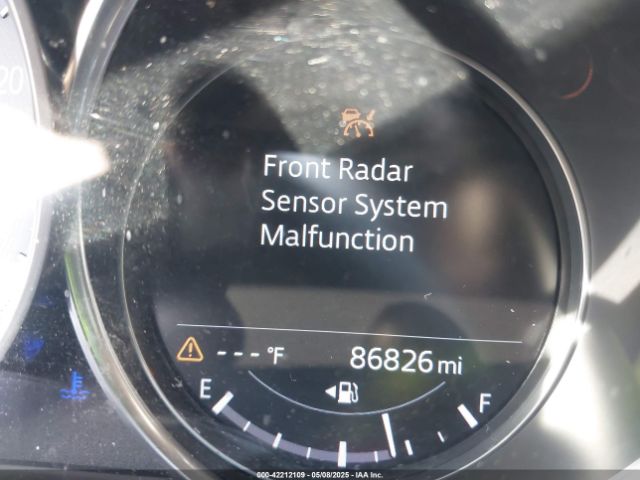 20
Front Radar
Sensor System
Malfunction
---°F 86826 mi
E F
000-42212109 - 05/08/2025 - IAA Inc.